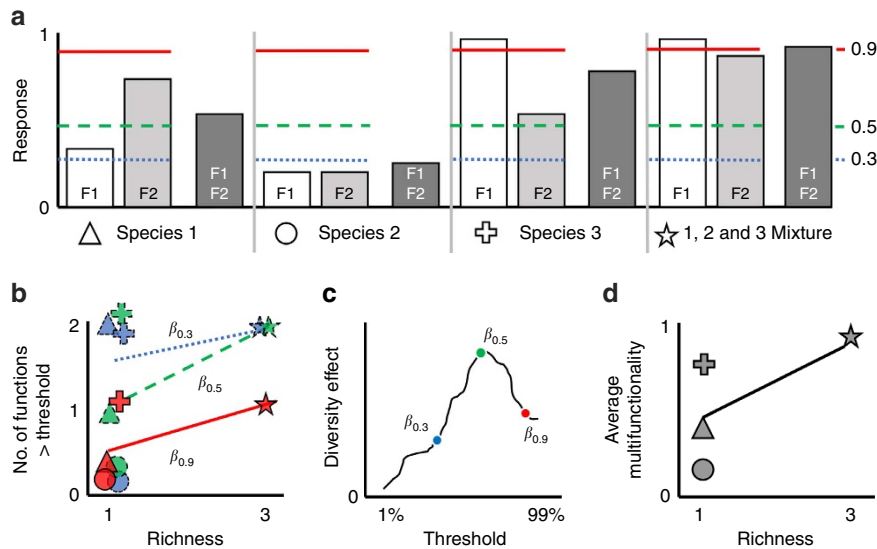 a
1
Response
0
F1
F2
F1
F2
F1
F2
F1
F2
F1
F2
F1
F2
F1
F2
F1
F2
0.9
0.5
0.3
Species 1
Species 2
Species 3
1, 2 and 3 Mixture
b
No. of functions
> threshold
2
1
0
β0.3
β0.5
β0.9
1
3
Richness
c
Diversity effect
0
β0.3
β0.5
β0.9
1%
99%
Threshold
d
Average
multifunctionality
1
0
1
3
Richness